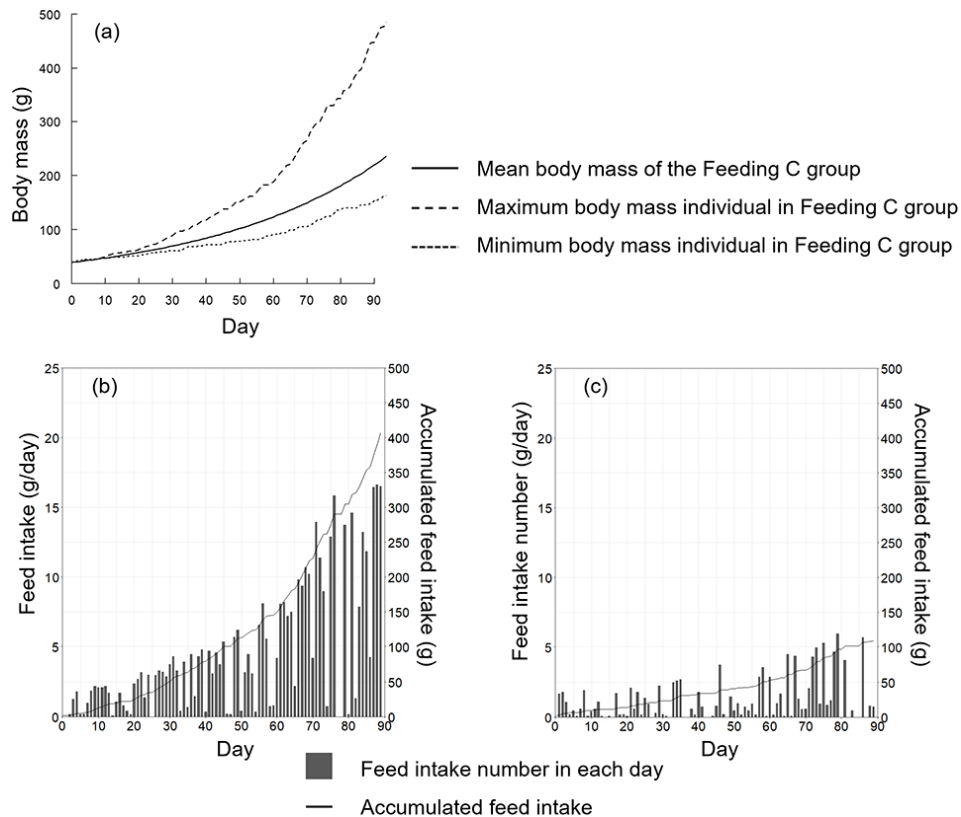 (a)
500
400
300
200
100
0
Body mass (g)
0 10 20 30 40 50 60 70 80 90
Day
Mean body mass of the Feeding C group
Maximum body mass individual in Feeding C group
Minimum body mass individual in Feeding C group
(b)
25
20
15
10
5
0
Feed intake (g/day)
500
450
400
350
300
250
200
150
100
50
0
Accumulated feed intake (g)
0 10 20 30 40 50 60 70 80 90
Day
(c)
25
20
15
10
5
0
Feed intake number (g/day)
500
450
400
350
300
250
200
150
100
50
0
Accumulated feed intake (g)
0 10 20 30 40 50 60 70 80 90
Day
Feed intake number in each day
Accumulated feed intake